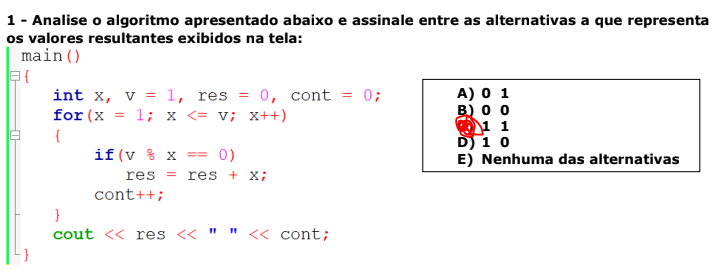 1 - Analise o algoritmo apresentado abaixo e assinale entre as alternativas a que representa
os valores resultantes exibidos na tela:
main()
{
int x, v = 1, res = 0, cont = 0;
for(x = 1; x <= v; x++)
{
if(v % x == 0)
res = res + x;
cont++;
}
cout << res << " " << cont;
}
A) 0 1
B) 0 0
1 1
D) 1 0
E) Nenhuma das alternativas